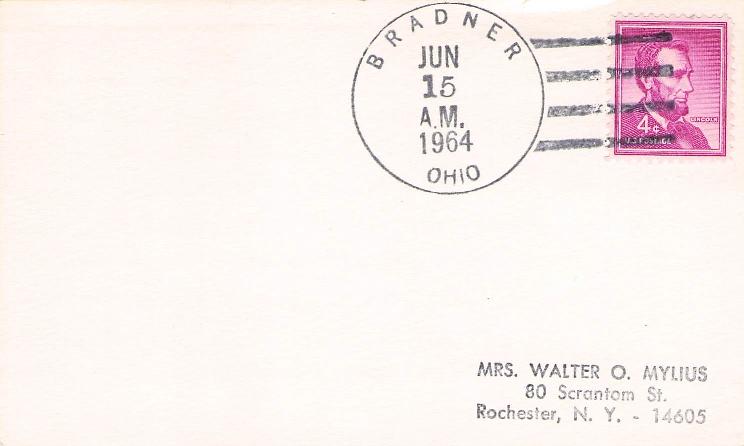 BRADNER
JUN
15
A.M.
1964
OHIO
4¢
LINCOLN
U.S. POSTAGE
MRS. WALTER O. MYLIUS
80 Scrantom St.
Rochester, N. Y. - 14605